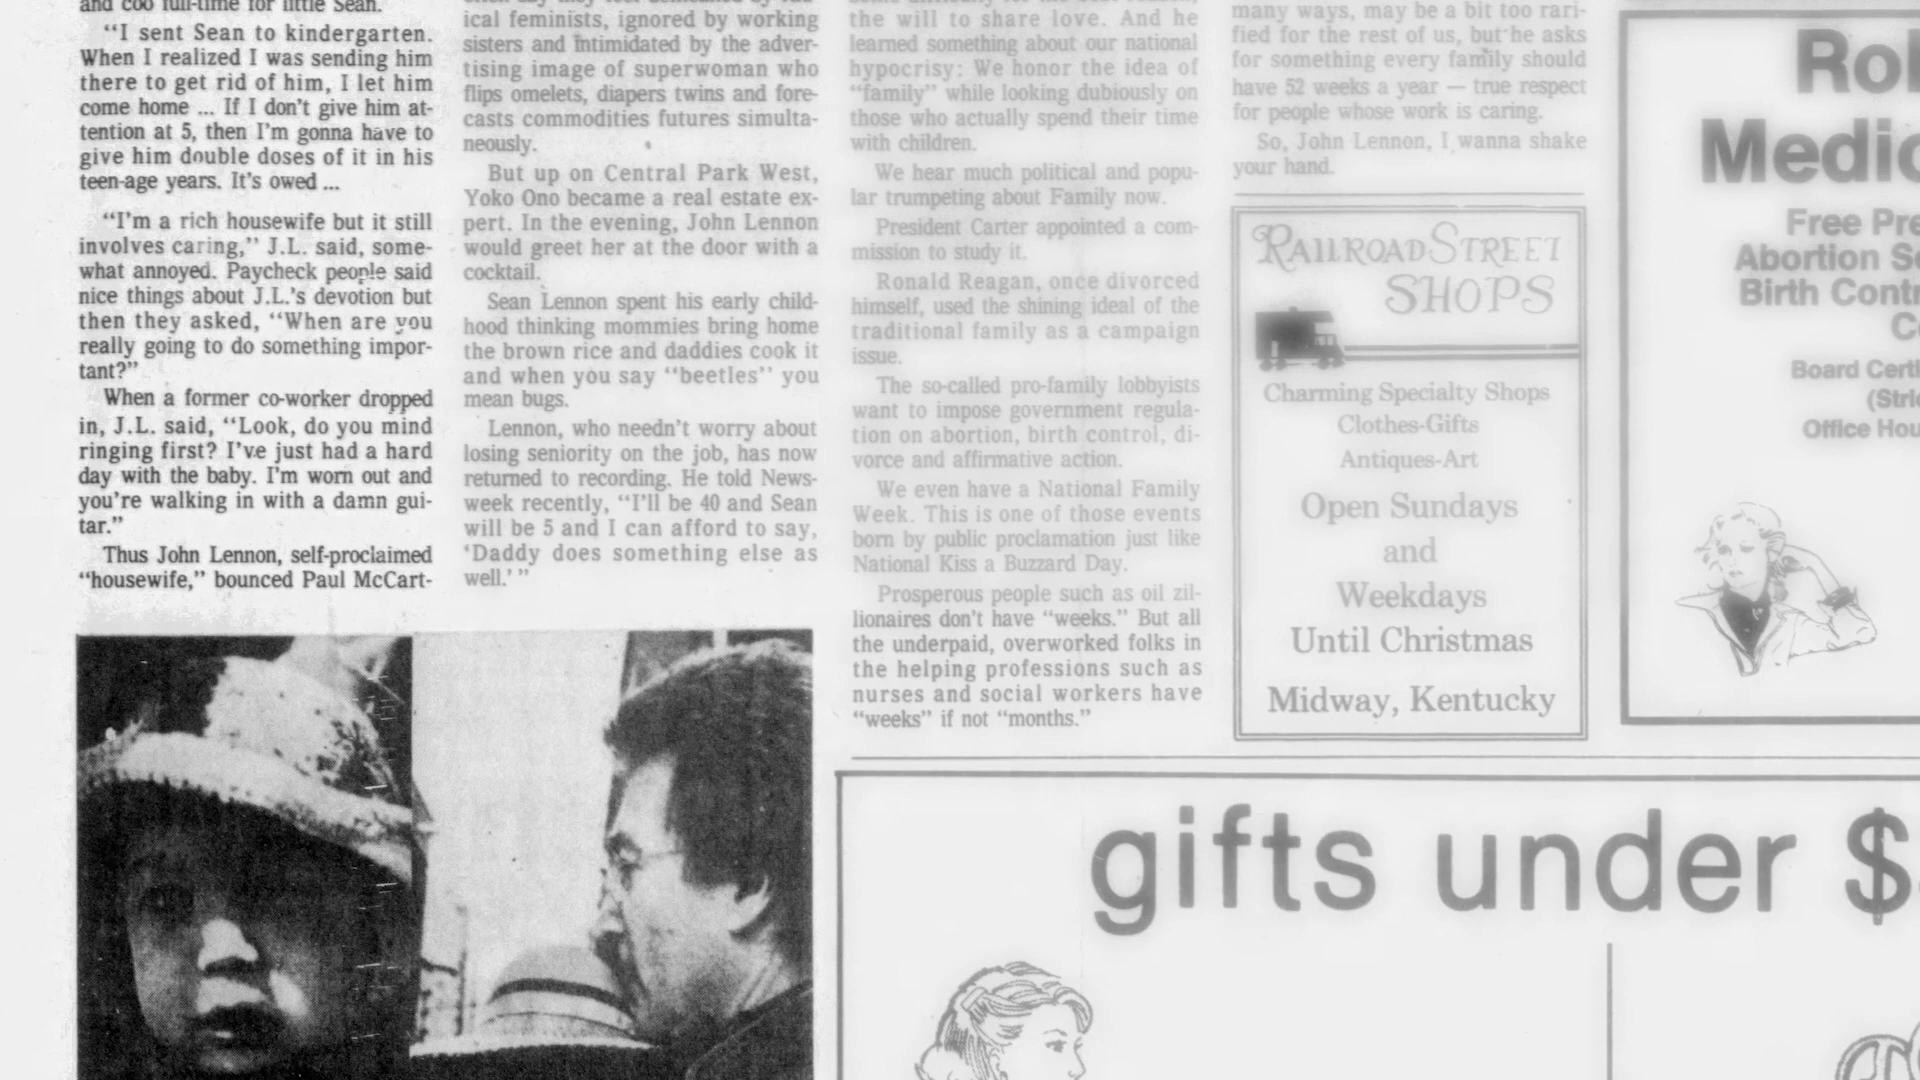 and coo full-time for little Sean.
"I sent Sean to kindergarten.
When I realized I was sending him
there to get rid of him, I let him
come home ... If I don't give him at-
tention at 5, then I'm gonna have to
give him double doses of it in his
teen-age years. It's owed ...
"I'm a rich housewife but it still
involves caring," J.L. said, some-
what annoyed. Paycheck people said
nice things about J.L.'s devotion but
then they asked, "When are you
really going to do something impor-
tant?"
When a former co-worker dropped
in, J.L. said, "Look, do you mind
ringing first? I've just had a hard
day with the baby. I'm worn out and
you're walking in with a damn gui-
tar."
Thus John Lennon, self-proclaimed
"housewife," bounced Paul McCart-
ical feminists, ignored by working
sisters and intimidated by the adver-
tising image of superwoman who
flips omelets, diapers twins and fore-
casts commodities futures simulta-
neously.
But up on Central Park West,
Yoko Ono became a real estate ex-
pert. In the evening, John Lennon
would greet her at the door with a
cocktail.
Sean Lennon spent his early child-
hood thinking mommies bring home
the brown rice and daddies cook it
and when you say "beetles" you
mean bugs.
Lennon, who needn't worry about
losing seniority on the job, has now
returned to recording. He told News-
week recently, "I'll be 40 and Sean
will be 5 and I can afford to say,
'Daddy does something else as
well.' "
the will to share love. And he
learned something about our national
hypocrisy: We honor the idea of
"family" while looking dubiously on
those who actually spend their time
with children.
We hear much political and popu-
lar trumpeting about Family now.
President Carter appointed a com-
mission to study it.
Ronald Reagan, once divorced
himself, used the shining ideal of the
traditional family as a campaign
issue.
The so-called pro-family lobbyists
want to impose government regula-
tion on abortion, birth control, di-
vorce and affirmative action.
We even have a National Family
Week. This is one of those events
born by public proclamation just like
National Kiss a Buzzard Day.
Prosperous people such as oil zil-
lionaires don't have "weeks." But all
the underpaid, overworked folks in
the helping professions such as
nurses and social workers have
"weeks" if not "months."
many ways, may be a bit too rari-
fied for the rest of us, but he asks
for something every family should
have 52 weeks a year — true respect
for people whose work is caring.
So, John Lennon, I wanna shake
your hand.
RAILROAD STREET
SHOPS
Charming Specialty Shops
Clothes-Gifts
Antiques-Art
Open Sundays
and
Weekdays
Until Christmas
Midway, Kentucky
Rol
Medic
Free Pre
Abortion Se
Birth Contr
Co
Board Certi
(Stric
Office Hou
gifts under $